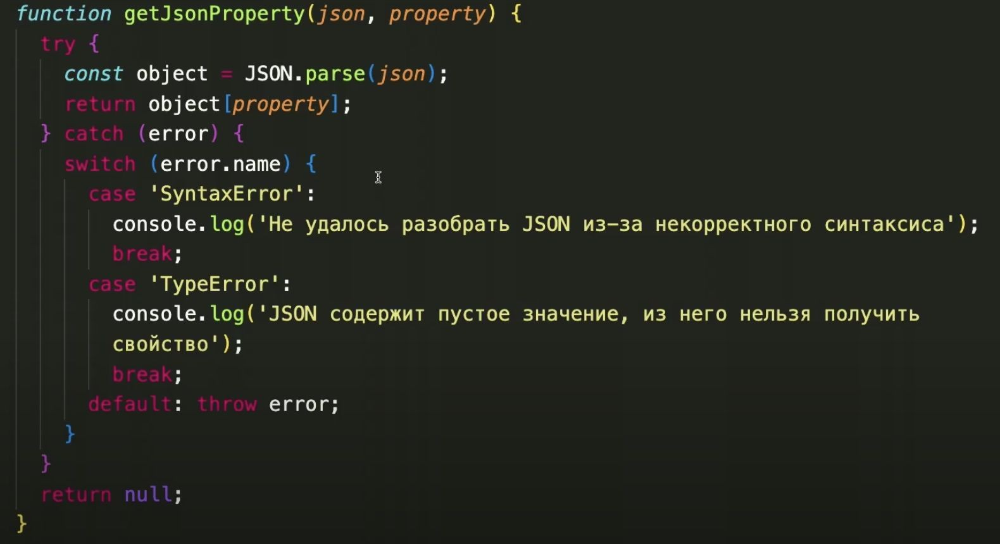 function getJsonProperty(json, property) {
try {
const object = JSON.parse(json);
return object[property];
} catch (error) {
switch (error.name) {
case 'SyntaxError':
console.log('Не удалось разобрать JSON из-за некорректного синтаксиса');
break;
case 'TypeError':
console.log('JSON содержит пустое значение, из него нельзя получить
свойство');
break;
default: throw error;
}
}
return null;
}